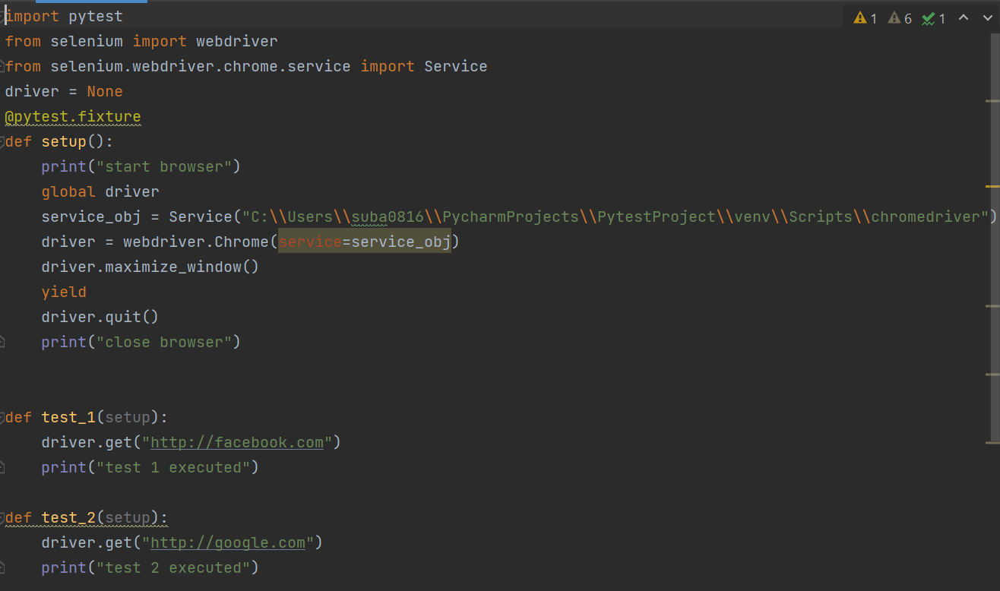 import pytest
1 6 1
from selenium import webdriver
from selenium.webdriver.chrome.service import Service
driver = None
@pytest.fixture
def setup():
    print("start browser")
    global driver
    service_obj = Service("C:\\Users\\suba0816\\PycharmProjects\\PytestProject\\venv\\Scripts\\chromedriver")
    driver = webdriver.Chrome(service=service_obj)
    driver.maximize_window()
    yield
    driver.quit()
    print("close browser")
def test_1(setup):
    driver.get("http://facebook.com")
    print("test 1 executed")
def test_2(setup):
    driver.get("http://google.com")
    print("test 2 executed")